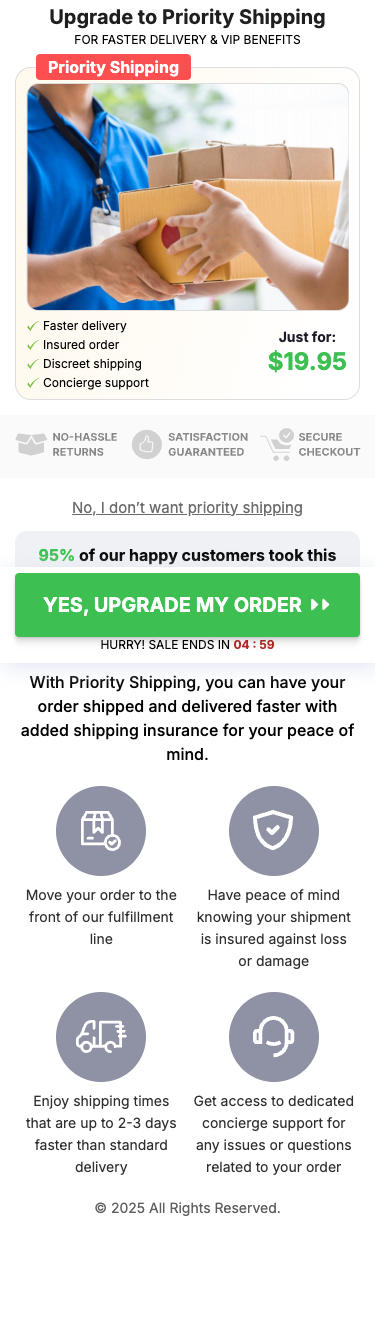 Upgrade to Priority Shipping
FOR FASTER DELIVERY & VIP BENEFITS
Priority Shipping
Faster delivery
Insured order
Discreet shipping
Concierge support
Just for:
$19.95
NO-HASSLE
RETURNS
SATISFACTION
GUARANTEED
SECURE
CHECKOUT
No, I don’t want priority shipping
95% of our happy customers took this
YES, UPGRADE MY ORDER
HURRY! SALE ENDS IN 04 : 59
With Priority Shipping, you can have your
order shipped and delivered faster with
added shipping insurance for your peace of
mind.
Move your order to the
front of our fulfillment
line
Have peace of mind
knowing your shipment
is insured against loss
or damage
Enjoy shipping times
that are up to 2-3 days
faster than standard
delivery
Get access to dedicated
concierge support for
any issues or questions
related to your order
© 2025 All Rights Reserved.